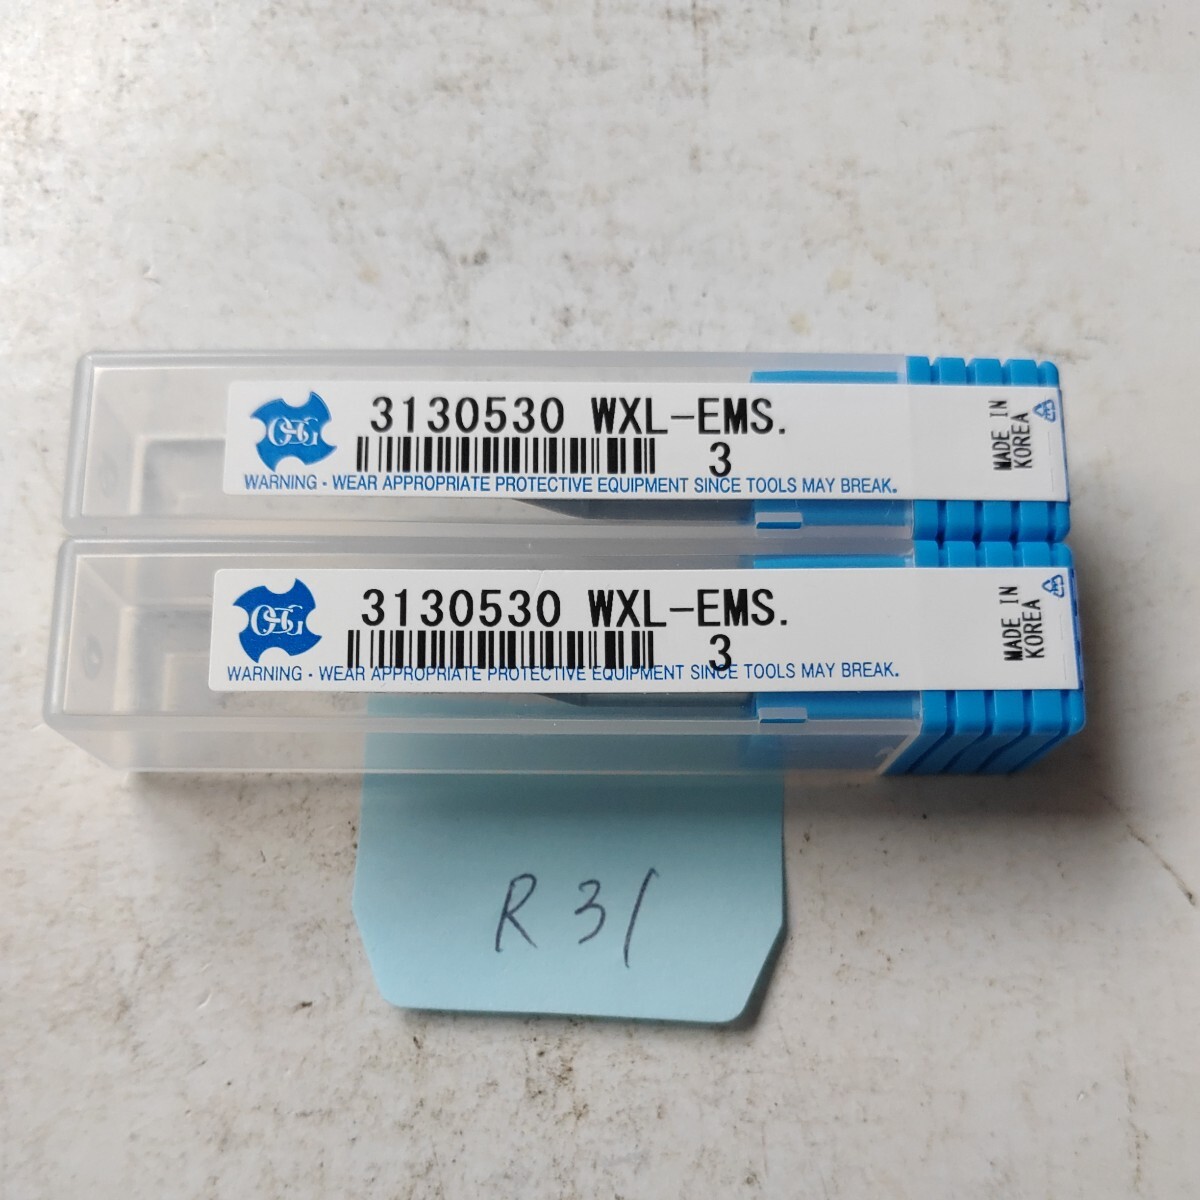 OSG
3130530 WXL-EMS.
3
WARNING・WEAR APPROPRIATE PROTECTIVE EQUIPMENT SINCE TOOLS MAY BREAK.
MADE IN
KOREA
OSG
3130530 WXL-EMS.
3
WARNING・WEAR APPROPRIATE PROTECTIVE EQUIPMENT SINCE TOOLS MAY BREAK.
MADE IN
KOREA
R31